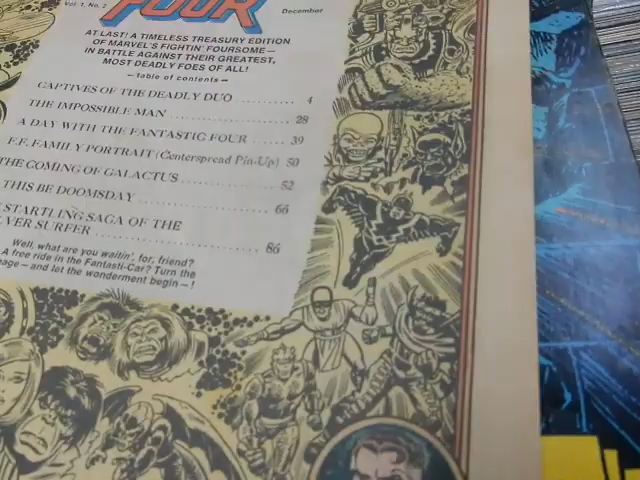 Vol. 1, No. 2
FOUR
December
AT LAST! A TIMELESS TREASURY EDITION
OF MARVEL'S FIGHTIN' FOURSOME—
IN BATTLE AGAINST THEIR GREATEST,
MOST DEADLY FOES OF ALL!
— table of contents —
CAPTIVES OF THE DEADLY DUO .......... 4
THE IMPOSSIBLE MAN .......... 28
A DAY WITH THE FANTASTIC FOUR ....... 39
F.F. FAMILY PORTRAIT (Centerspread Pin-Up) 50
THE COMING OF GALACTUS .......... 52
THIS BE DOOMSDAY .......... 66
STARTLING SAGA OF THE
VER SURFER .......... 86
Well, what are you waitin', for, friend?
A free ride in the Fantasti-Car? Turn the
age — and let the wonderment begin — !